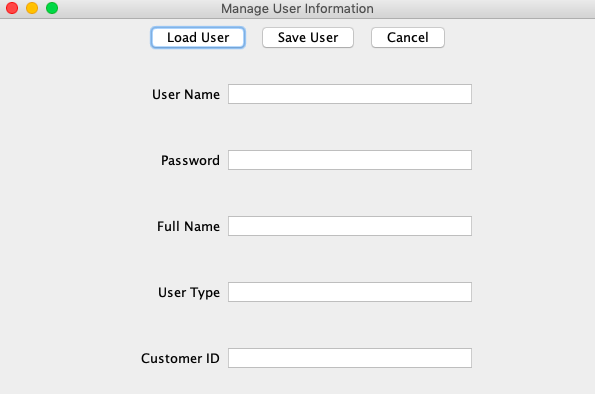 Manage User Information
Load User Save User Cancel
User Name
Password
Full Name
User Type
Customer ID